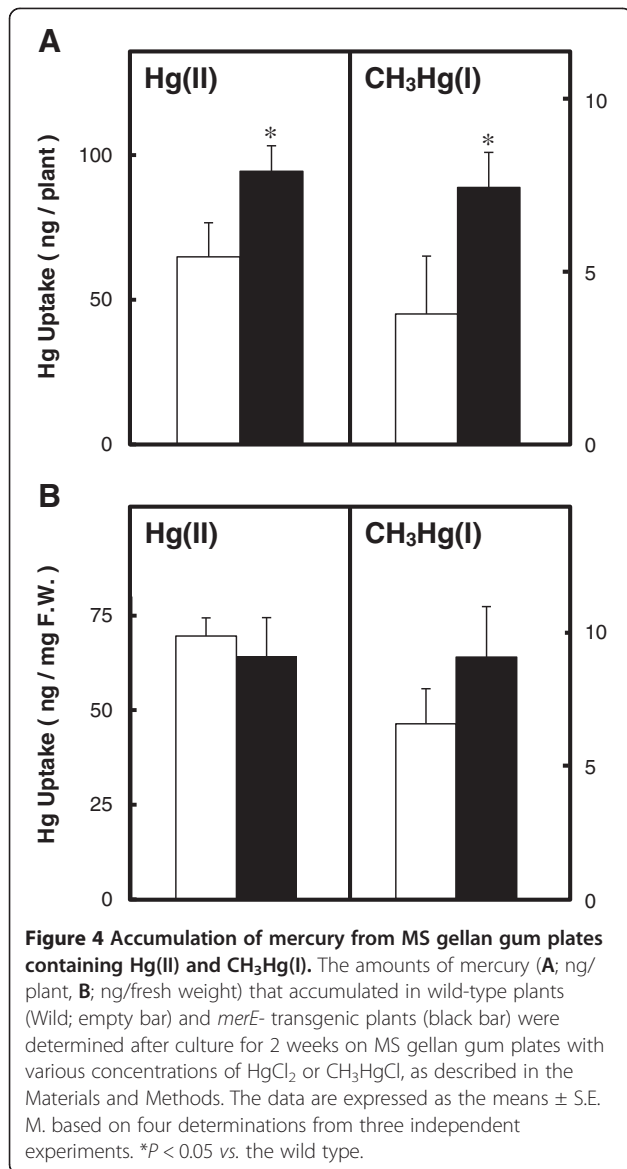 A
Hg(II) CH₃Hg(I)
* *
Hg Uptake ( ng / plant)
100
50
0
10
5
0
B
Hg(II) CH₃Hg(I)
Hg Uptake ( ng / mg F.W. )
75
50
25
0
10
5
0
Figure 4 Accumulation of mercury from MS gellan gum plates
containing Hg(II) and CH₃Hg(I). The amounts of mercury (A; ng/
plant, B; ng/fresh weight) that accumulated in wild-type plants
(Wild; empty bar) and merE- transgenic plants (black bar) were
determined after culture for 2 weeks on MS gellan gum plates with
various concentrations of HgCl₂ or CH₃HgCl, as described in the
Materials and Methods. The data are expressed as the means ± S.E.
M. based on four determinations from three independent
experiments. *P < 0.05 vs. the wild type.